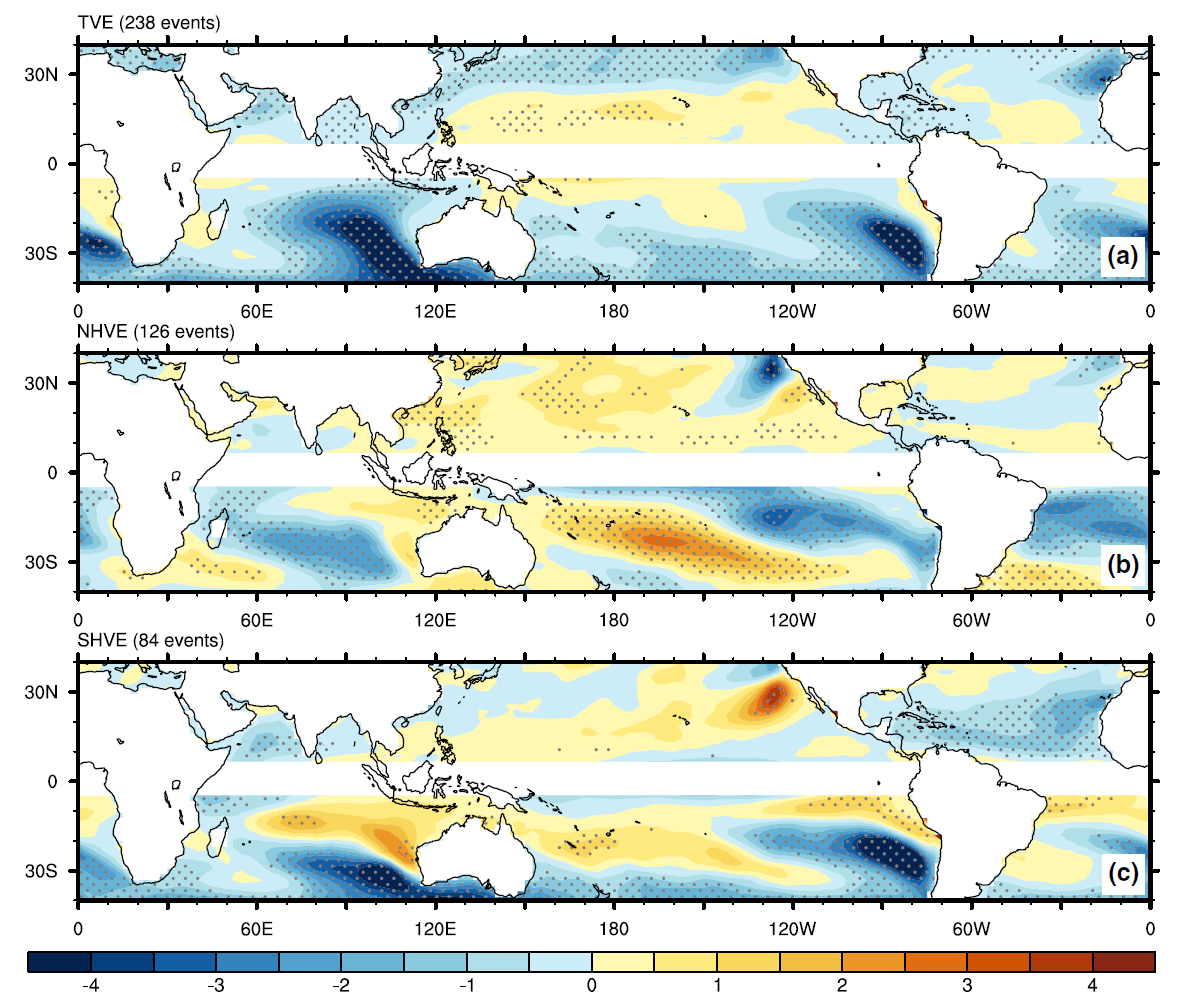 TVE (238 events)
30N
0
30S
(a)
0 60E 120E 180 120W 60W 0
NHVE (126 events)
30N
0
30S
(b)
0 60E 120E 180 120W 60W 0
SHVE (84 events)
30N
0
30S
(c)
0 60E 120E 180 120W 60W 0
-4 -3 -2 -1 0 1 2 3 4